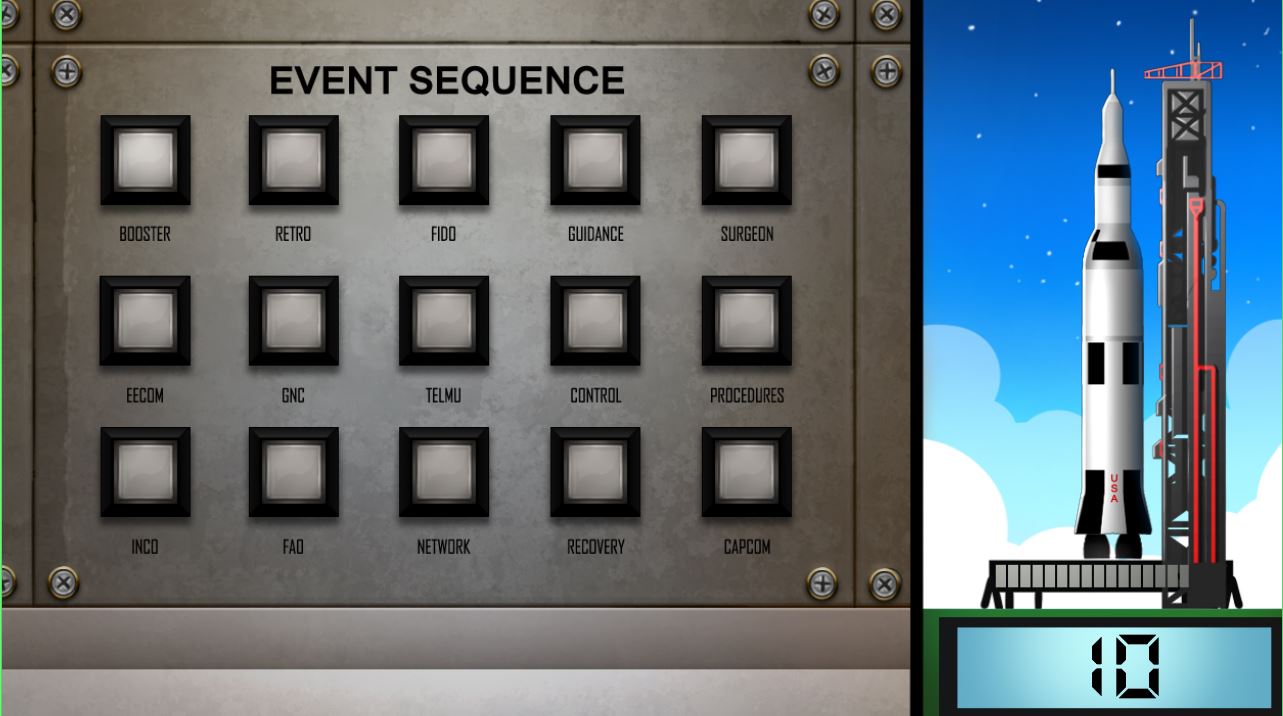 EVENT SEQUENCE
BOOSTER RETRO FIDO GUIDANCE SURGEON
EECOM GNC TELMU CONTROL PROCEDURES
INCO FAO NETWORK RECOVERY CAPCOM
USA
10